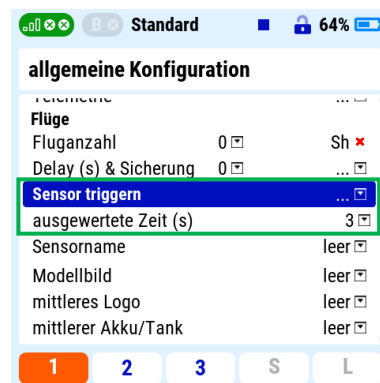 B Standard 64%
allgemeine Konfiguration
Telemetrie ...
Flüge
Fluganzahl 0 Sh
Delay (s) & Sicherung 0 ...
Sensor triggern ...
ausgewertete Zeit (s) 3
Sensorname leer
Modellbild leer
mittleres Logo leer
mittlerer Akku/Tank leer
1 2 3 S L